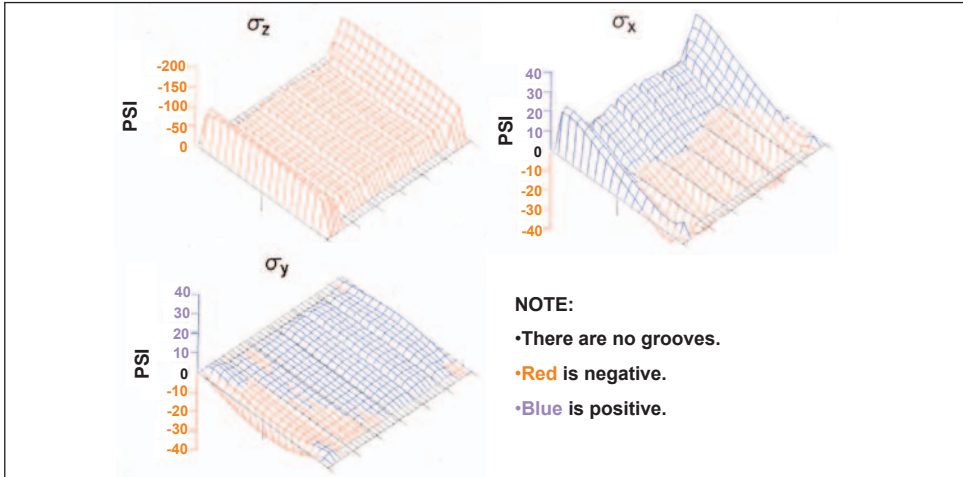 σz
-200
-150
-100
-50
0
PSI
σx
40
30
20
10
0
-10
-20
-30
-40
PSI
σy
40
30
20
10
0
-10
-20
-30
-40
PSI
NOTE:
•There are no grooves.
•Red is negative.
•Blue is positive.